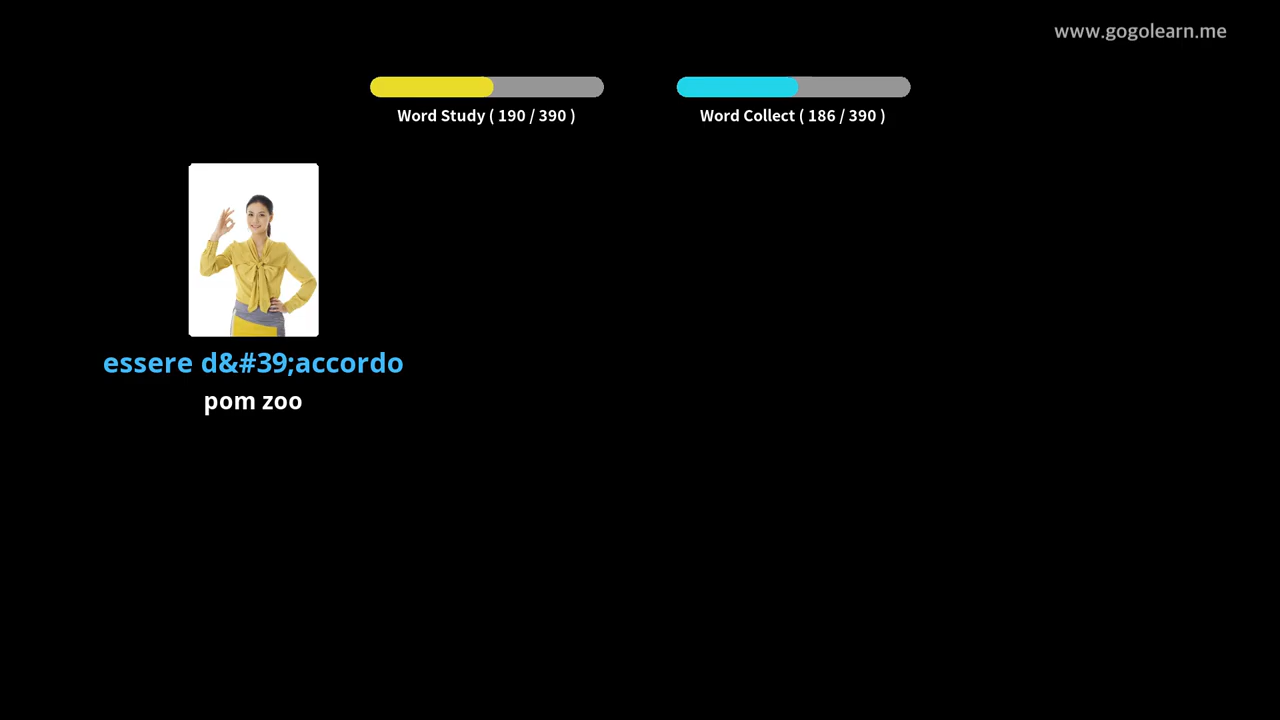 www.gogolearn.me
Word Study ( 190 / 390 )
Word Collect ( 186 / 390 )
essere d&#39;accordo
pom zoo